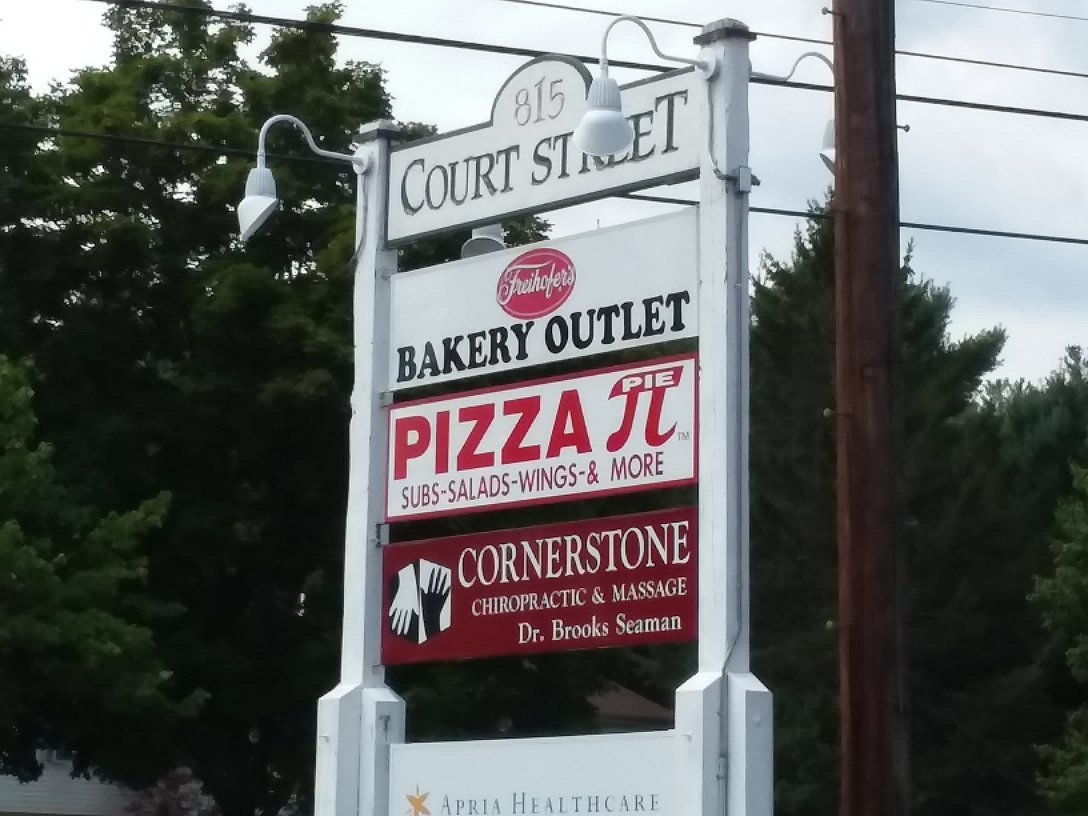 815
COURT STREET
Freihofer's
BAKERY OUTLET
PIE
PIZZA π TM
SUBS-SALADS-WINGS-& MORE
CORNERSTONE
CHIROPRACTIC & MASSAGE
Dr. Brooks Seaman
APRIA HEALTHCARE